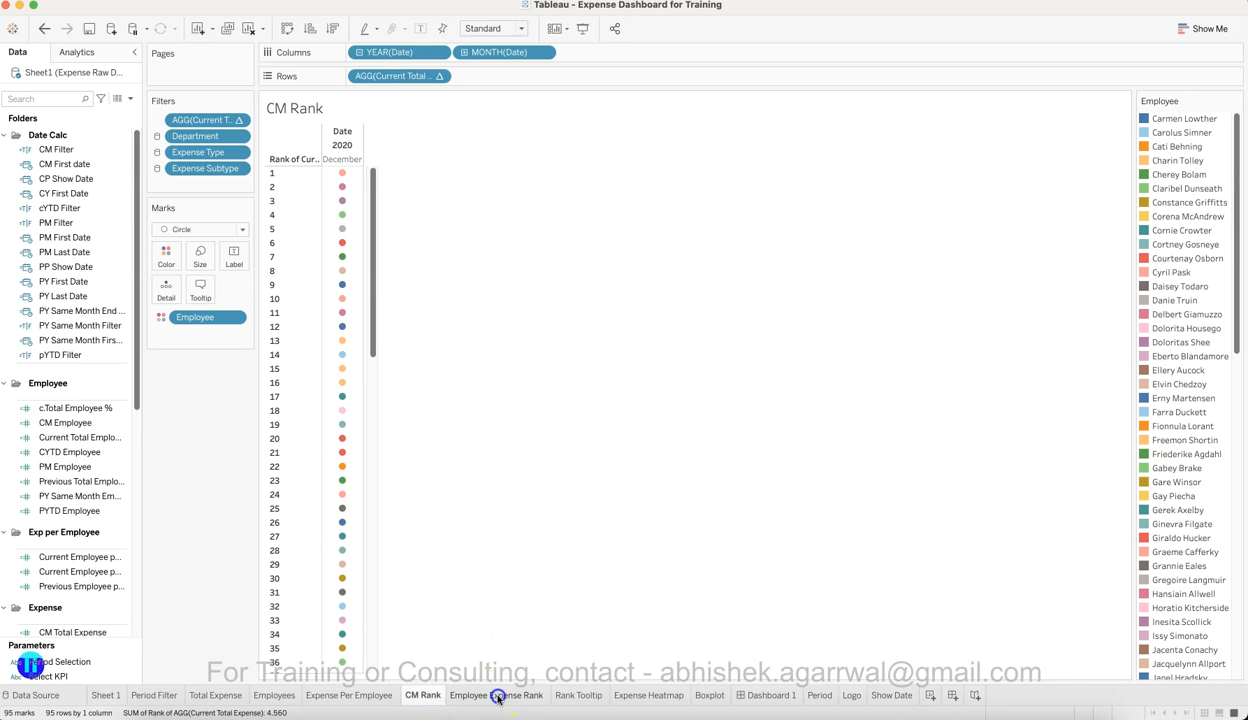 Tableau - Expense Dashboard for Training
Standard
Show Me
Data
Analytics
Pages
Columns
YEAR(Date)
MONTH(Date)
Sheet1 (Expense Raw D...
Rows
AGG(Current Total ..
Search
Filters
CM Rank
Employee
Folders
AGG(Current T..
Date Calc
Department
CM Filter
Expense Type
CM First date
Expense Subtype
CP Show Date
CY First Date
cYTD Filter
PM Filter
PM First Date
PM Last Date
PP Show Date
PY First Date
PY Last Date
PY Same Month End ...
PY Same Month Filter
PY Same Month Firs...
pYTD Filter
Employee
c.Total Employee %
CM Employee
Current Total Emplo...
CYTD Employee
PM Employee
Previous Total Emplo...
PY Same Month Em...
PYTD Employee
Exp per Employee
Current Employee p...
Current Employee p...
Previous Employee p...
Expense
CM Total Expense
Parameters
Period Selection
Select KPI
Marks
Circle
Color
Size
Label
Detail
Tooltip
Employee
Date
2020
Rank of Cur..
December
1
2
3
4
5
6
7
8
9
10
11
12
13
14
15
16
17
18
19
20
21
22
23
24
25
26
27
28
29
30
31
32
33
34
35
36
Carmen Lowther
Carolus Simner
Cati Behning
Charin Tolley
Cherey Bolam
Claribel Dunseath
Constance Griffitts
Corena McAndrew
Cornie Crowter
Cortney Gosneye
Courtenay Osborn
Cyril Pask
Daisey Todaro
Danie Truin
Delbert Giamuzzo
Dolorita Housego
Doloritas Shee
Eberto Blandamore
Ellery Aucock
Elvin Chedzoy
Erny Martensen
Farra Duckett
Fionnula Lorant
Freemon Shortin
Friederike Agdahl
Gabey Brake
Gare Winsor
Gay Piecha
Gerek Axelby
Ginevra Filgate
Giraldo Hucker
Graeme Cafferky
Grannie Eales
Gregoire Langmuir
Hansiain Allwell
Horatio Kitcherside
Inesita Scollick
Issy Simonato
Jacenta Conachy
Jacquelynn Allport
For Training or Consulting, contact - abhishek.agarrwal@gmail.com
Data Source
Sheet 1
Period Filter
Total Expense
Employees
Expense Per Employee
CM Rank
Employee Expense Rank
Rank Tooltip
Expense Heatmap
Boxplot
Dashboard 1
Period
Logo
Show Date
95 marks
95 rows by 1 column
SUM of Rank of AGG(Current Total Expense): 4,560